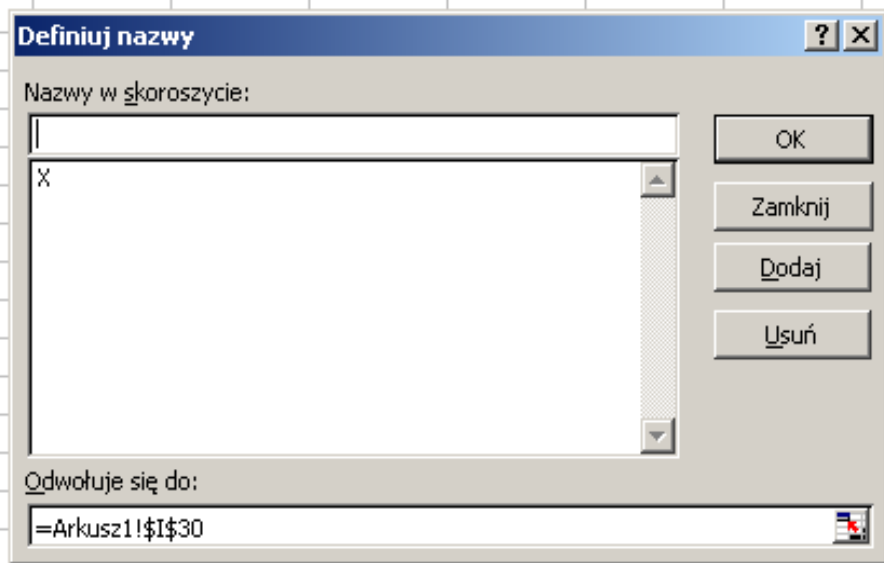 Definiuj nazwy
Nazwy w skoroszycie:
X
OK
Zamknij
Dodaj
Usuń
Odwołuje się do:
=Arkusz1!$I$30